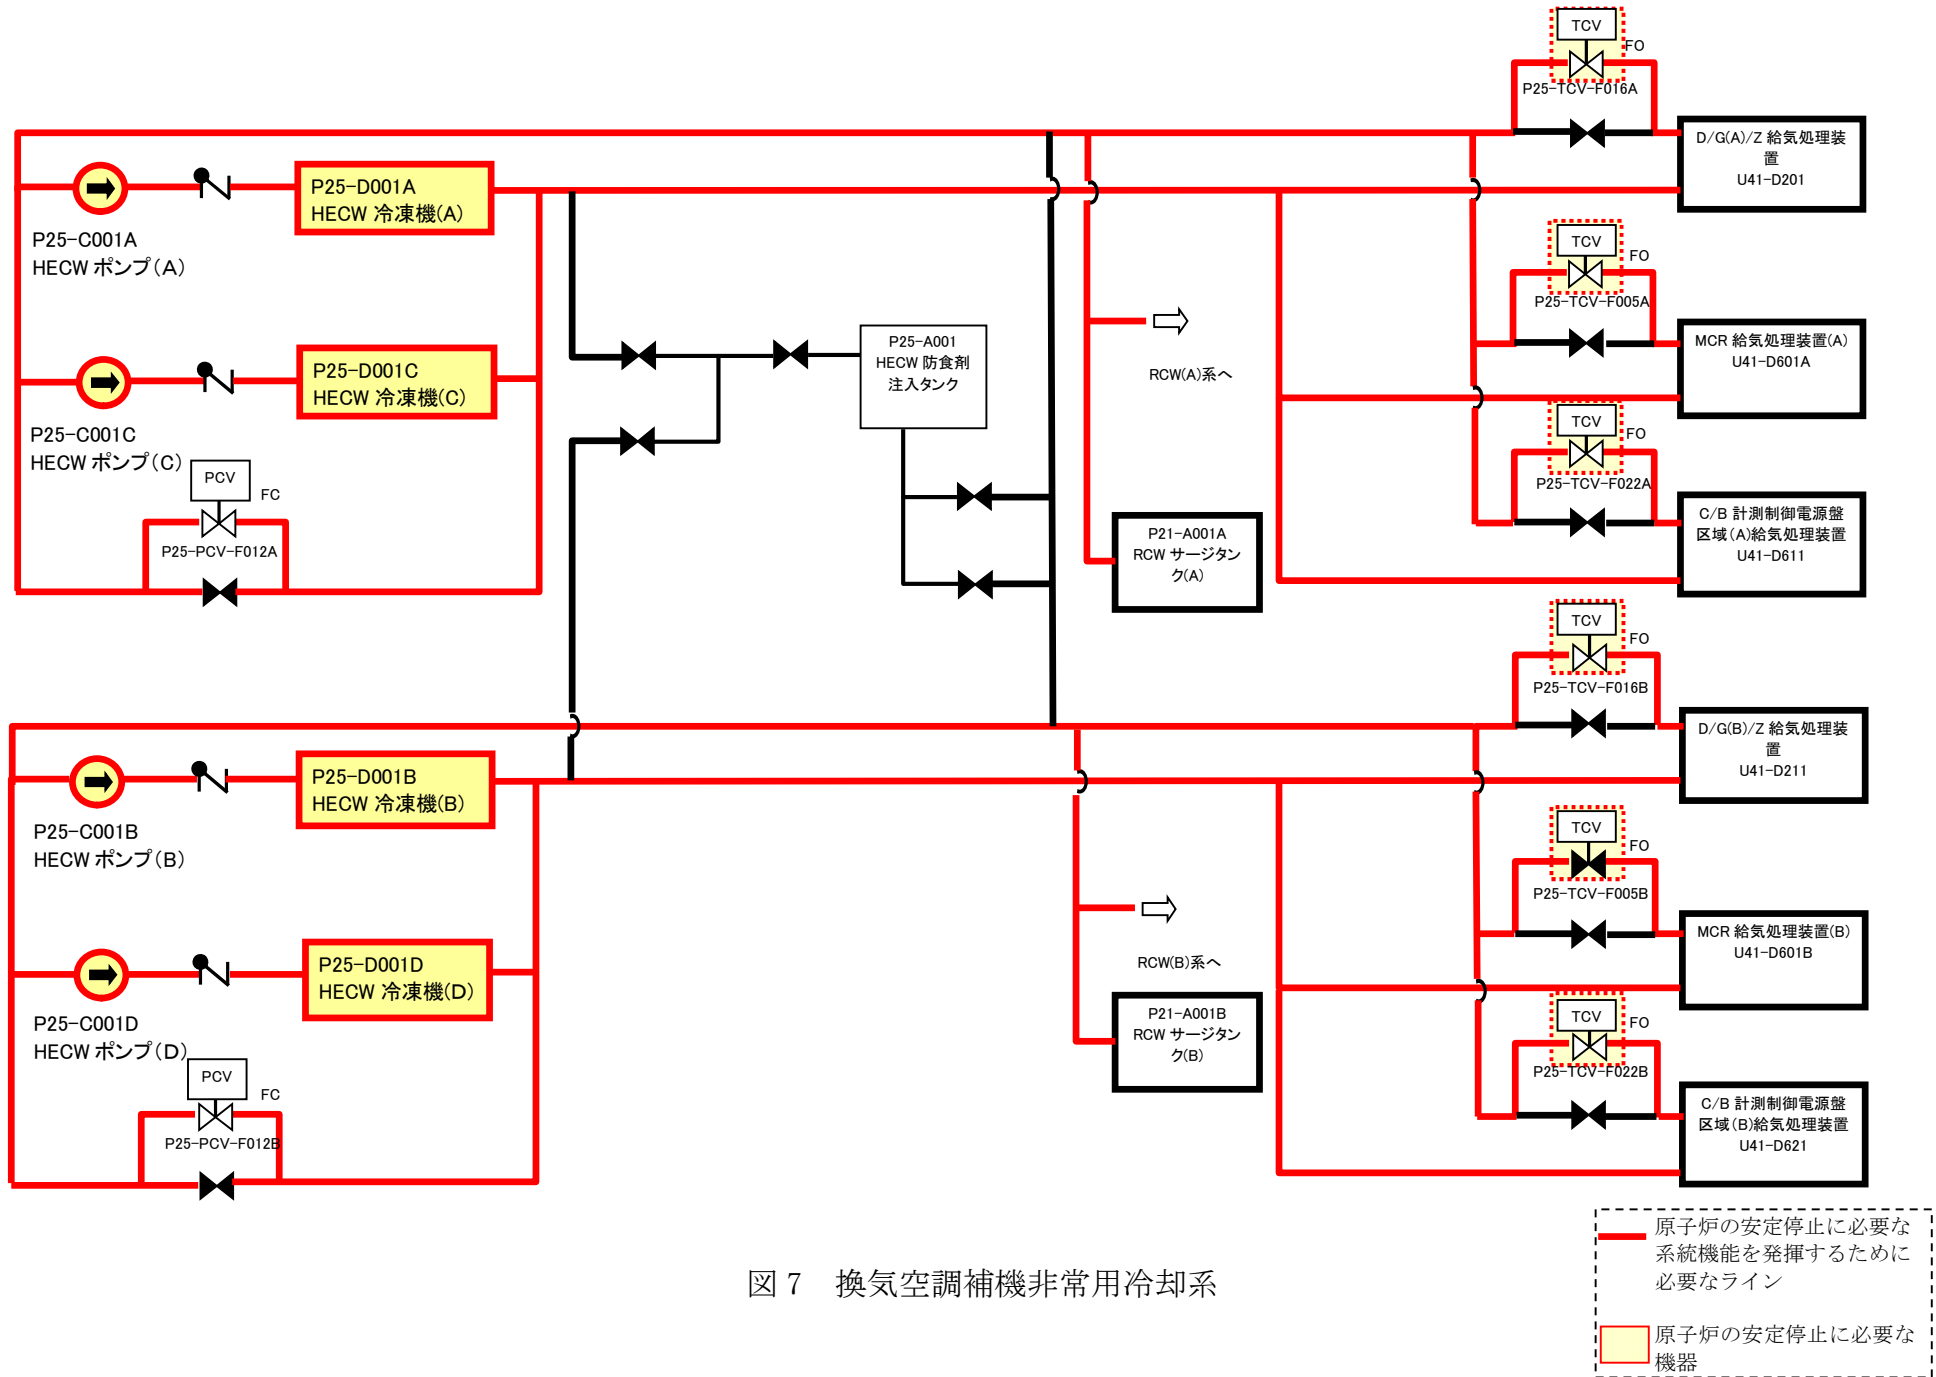 TCV
FO
P25-TCV-F016A
D/G(A)/Z 給気処理装
置
U41-D201
P25-D001A
HECW 冷凍機(A)
P25-C001A
HECW ポンプ(A)
TCV
FO
P25-TCV-F005A
MCR 給気処理装置(A)
U41-D601A
P25-A001
HECW 防食剤
注入タンク
RCW(A)系へ
P25-D001C
HECW 冷凍機(C)
P25-C001C
HECW ポンプ(C)
TCV
FO
P25-TCV-F022A
C/B 計測制御電源盤
区域(A)給気処理装置
U41-D611
PCV
FC
P25-PCV-F012A
P21-A001A
RCW サージタン
ク(A)
TCV
FO
P25-TCV-F016B
D/G(B)/Z 給気処理装
置
U41-D211
P25-D001B
HECW 冷凍機(B)
P25-C001B
HECW ポンプ(B)
TCV
FO
P25-TCV-F005B
MCR 給気処理装置(B)
U41-D601B
RCW(B)系へ
P25-D001D
HECW 冷凍機(D)
P25-C001D
HECW ポンプ(D)
P21-A001B
RCW サージタン
ク(B)
TCV
FO
P25-TCV-F022B
PCV
FC
P25-PCV-F012B
C/B 計測制御電源盤
区域(B)給気処理装置
U41-D621
原子炉の安定停止に必要な
系統機能を発揮するために
必要なライン
原子炉の安定停止に必要な
機器
図 7　換気空調補機非常用冷却系